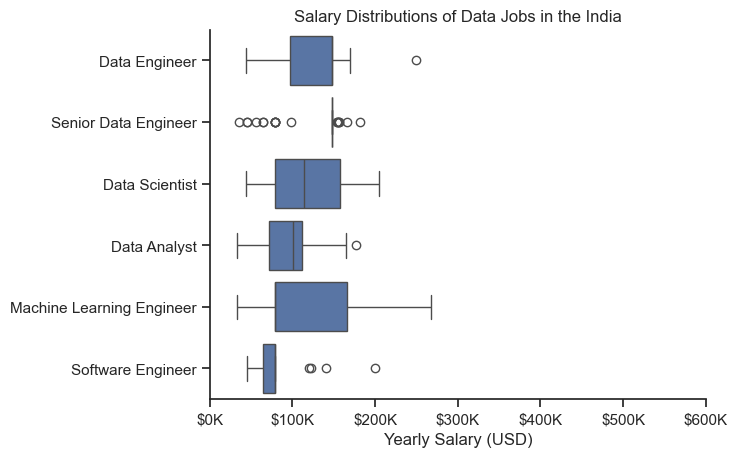 Salary Distributions of Data Jobs in the India
Data Engineer
Senior Data Engineer
Data Scientist
Data Analyst
Machine Learning Engineer
Software Engineer
$0K $100K $200K $300K $400K $500K $600K
Yearly Salary (USD)